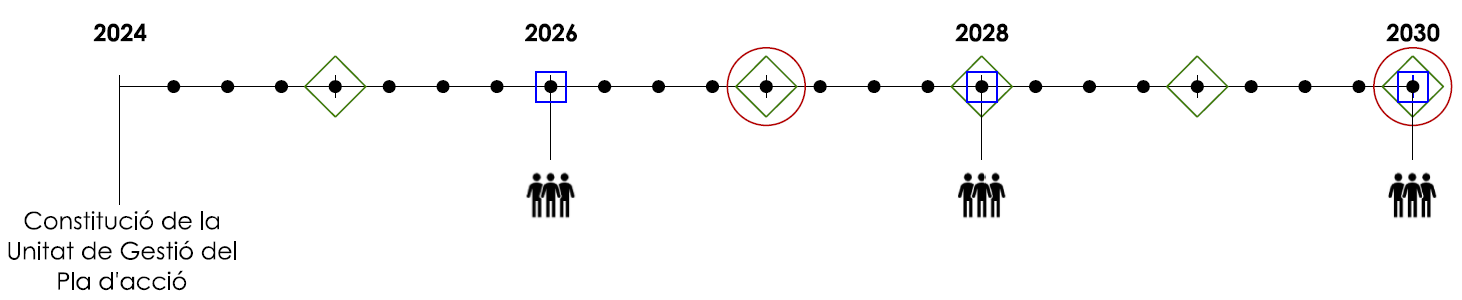 2024
2026
2028
2030
Constitució de la
Unitat de Gestió del
Pla d'acció